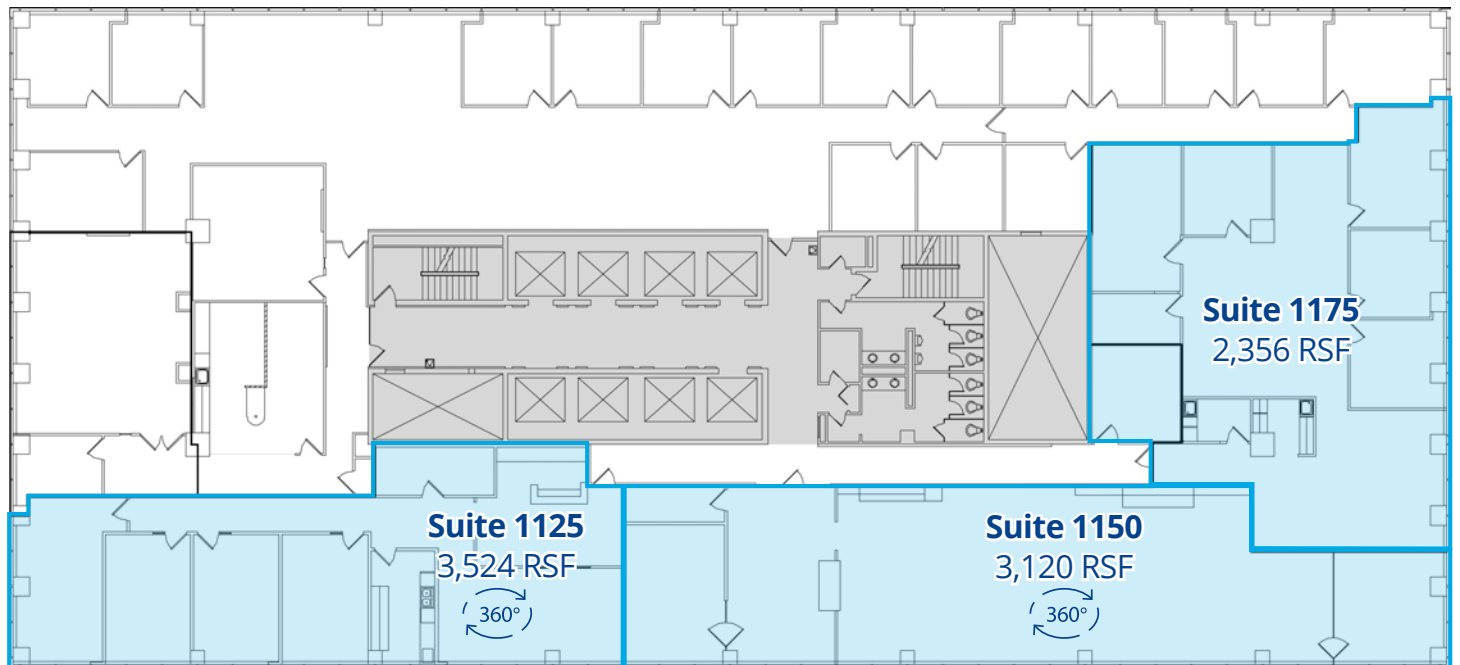 Suite 1175
2,356 RSF
Suite 1125
3,524 RSF
360°
Suite 1150
3,120 RSF
360°